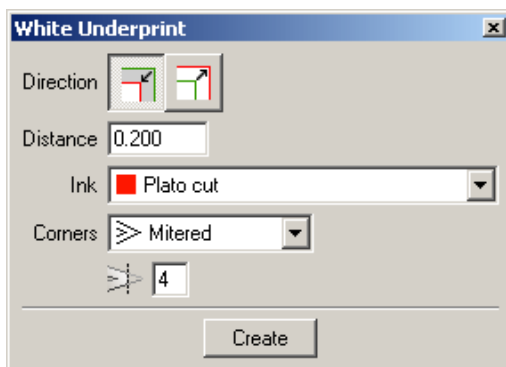 White Underprint
Direction
Distance 0.200
Ink Plato cut
Corners Mitered
4
Create